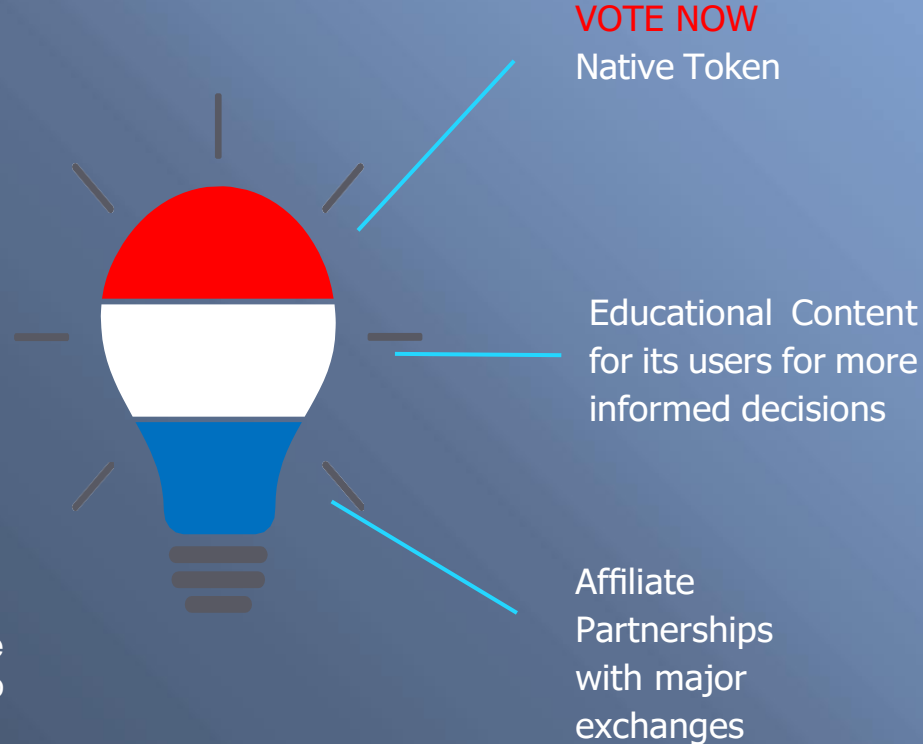 VOTE NOW
Native Token
Educational Content
for its users for more
informed decisions
Affiliate
Partnerships
with major
exchanges